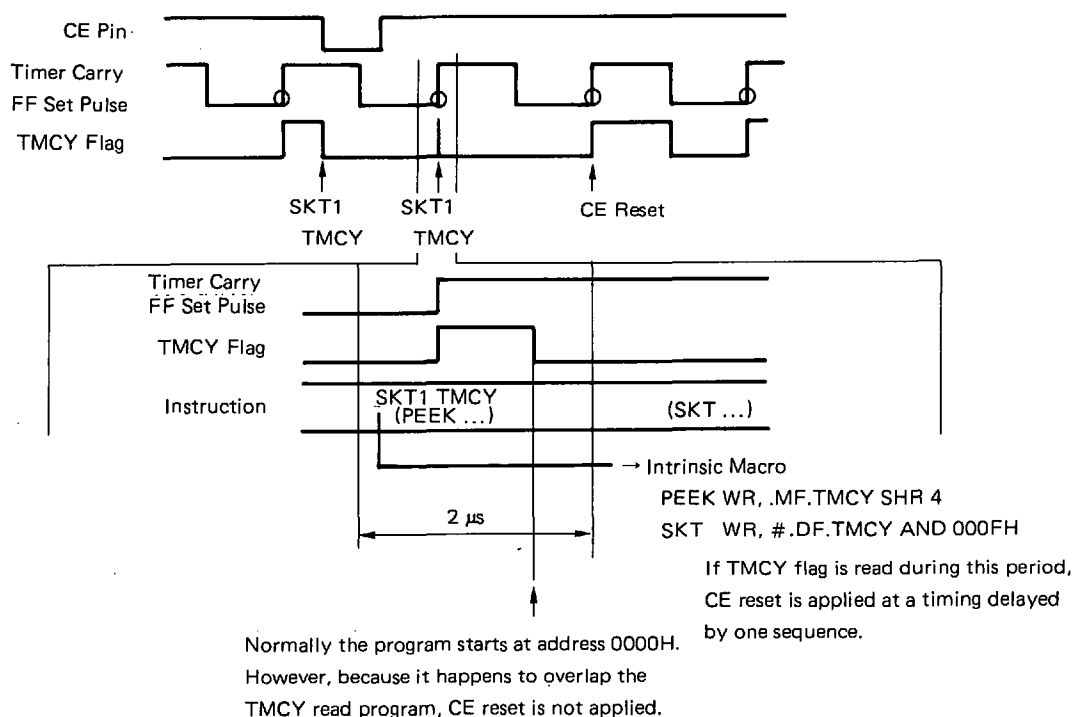 CE Pin
Timer Carry
FF Set Pulse
TMCY Flag
SKT1
TMCY
SKT1
TMCY
CE Reset
Timer Carry
FF Set Pulse
TMCY Flag
Instruction
SKT1 TMCY
(PEEK ...)
(SKT ...)
→ Intrinsic Macro
PEEK WR, .MF.TMCY SHR 4
SKT WR, #.DF.TMCY AND 000FH
2 μs
If TMCY flag is read during this period,
CE reset is applied at a timing delayed
by one sequence.
Normally the program starts at address 0000H.
However, because it happens to overlap the
TMCY read program, CE reset is not applied.